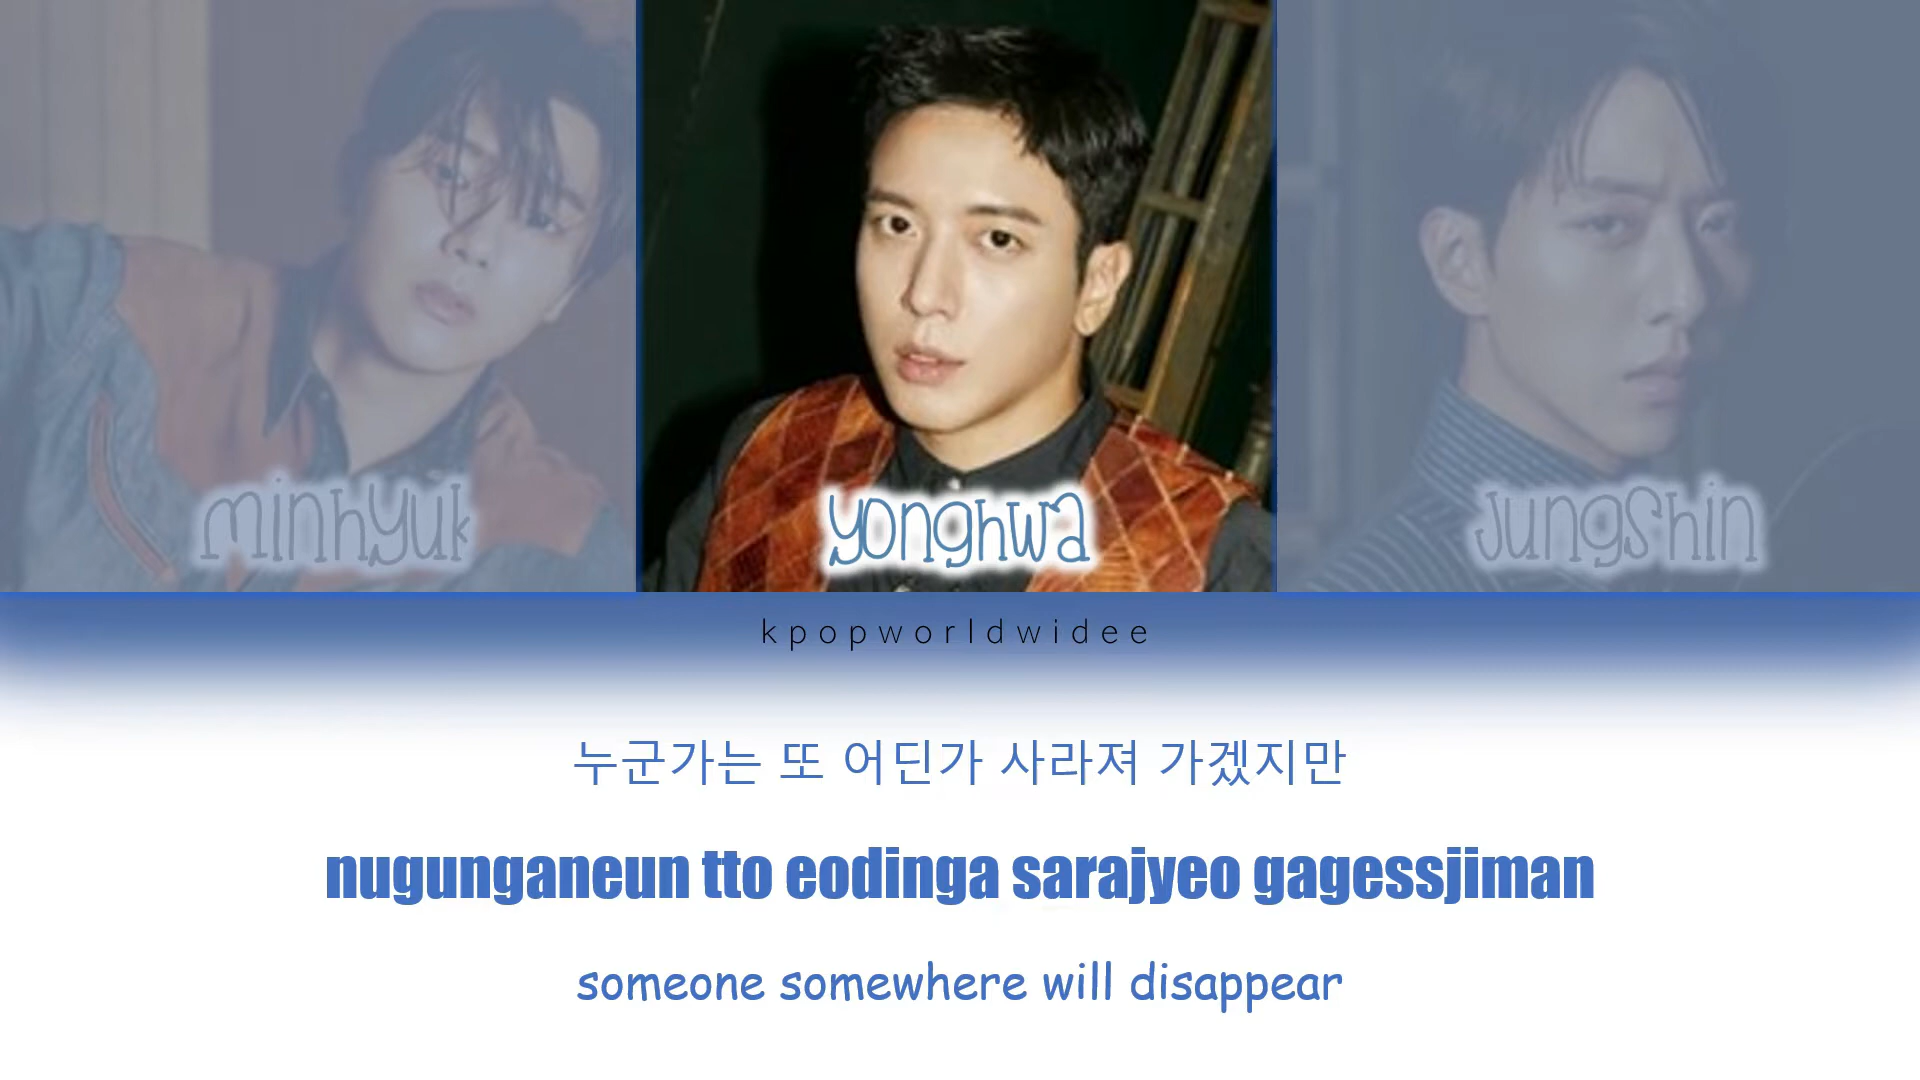 minhyuk
yonghwa
jungshin
kpopworldwidee
누군가는 또 어딘가 사라져 가겠지만
nugunganeun tto eodinga sarajyeo gagessjiman
someone somewhere will disappear